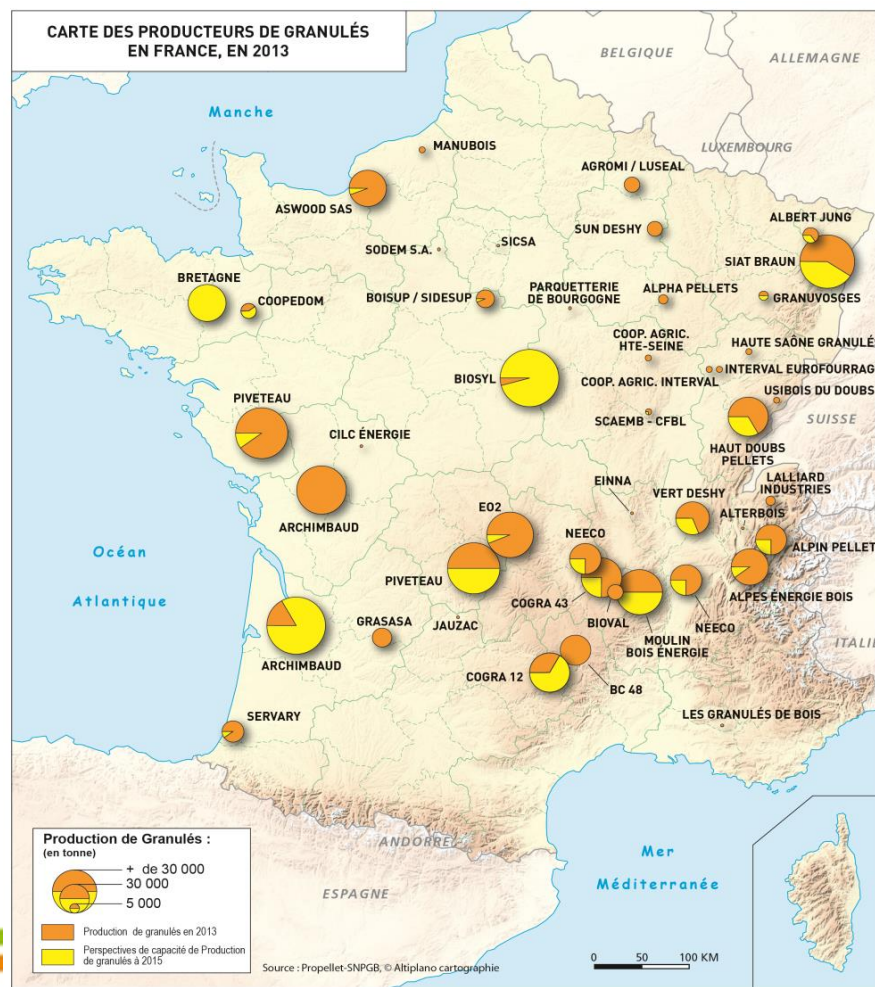 CARTE DES PRODUCTEURS DE GRANULÉS
EN FRANCE, EN 2013
BELGIQUE
ALLEMAGNE
Manche
LUXEMBOURG
MANUBOIS
AGROMI / LUSEAL
ASWOOD SAS
ALBERT JUNG
SUN DESHY
SODEM S.A.
SICSA
SIAT BRAUN
BRETAGNE
COOPEDOM
BOISUP / SIDESUP
PARQUETTERIE
DE BOURGOGNE
ALPHA PELLETS
GRANUVOSGES
COOP. AGRIC.
HTE-SEINE
HAUTE SAÔNE GRANULÉS
BIOSYL
COOP. AGRIC. INTERVAL
INTERVAL EUROFOURRAG
USIBOIS DU DOUBS
SUISSE
PIVETEAU
CILC ÉNERGIE
SCAEMB - CFBL
HAUT DOUBS
PELLETS
ARCHIMBAUD
EINNA
VERT DESHY
LALLIARD
INDUSTRIES
EO2
ALTERBOIS
NEECO
ALPIN PELLET
Océan
Atlantique
PIVETEAU
COGRA 43
ALPES ÉNERGIE BOIS
BIOVAL
NEECO
GRASASA
JAUZAC
MOULIN
BOIS ÉNERGIE
ITALI
ARCHIMBAUD
COGRA 12
BC 48
SERVARY
LES GRANULÉS DE BOIS
Production de Granulés :
(en tonne)
+ de 30 000
30 000
5 000
Production de granulés en 2013
Perspectives de capacité de Production
de granulés à 2015
ANDORRE
ESPAGNE
Mer
Méditerranée
Source : Propellet-SNPGB, © Altiplano cartographie
0 50 100 KM